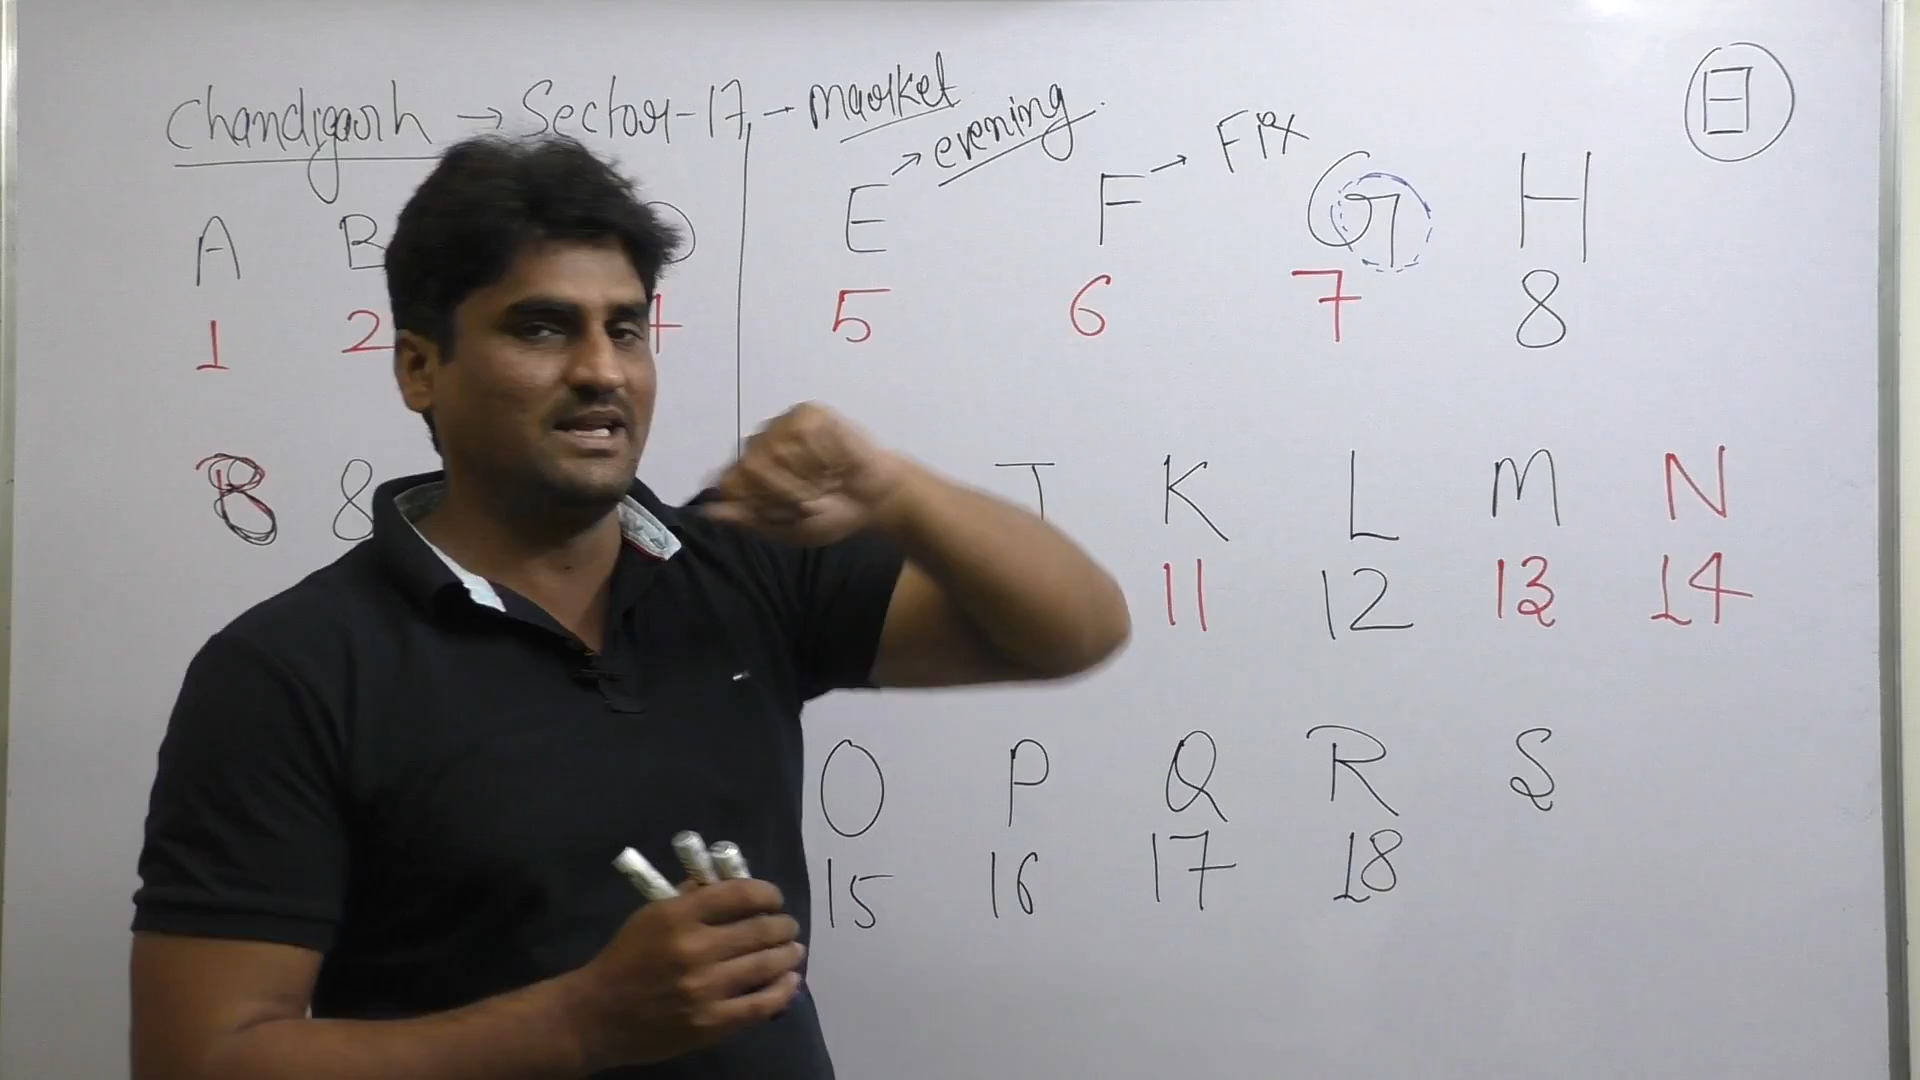 Chandigarh → Sector-17 → market
→ evening
→ Fix
A B D E F G H
1 2 4 5 6 7 8
8 8 J K L M N
11 12 13 14
O P Q R S
15 16 17 18